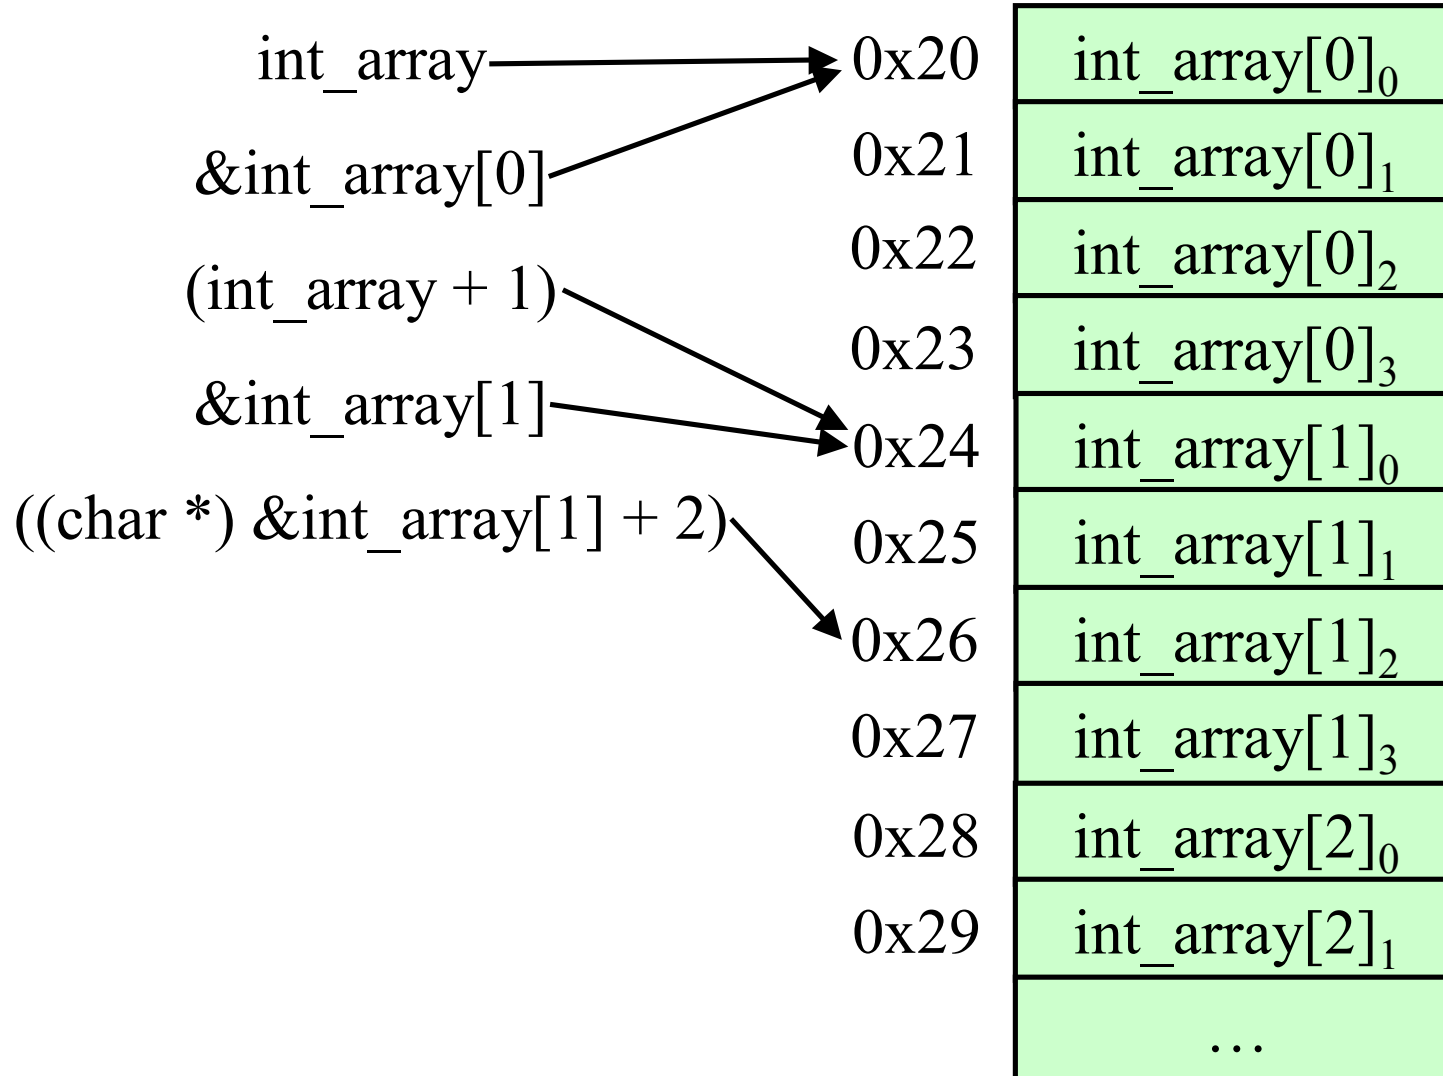 int_array 0x20 int_array[0]₀
&int_array[0] 0x21 int_array[0]₁
0x22 int_array[0]₂
(int_array + 1) 0x23 int_array[0]₃
&int_array[1] 0x24 int_array[1]₀
((char *) &int_array[1] + 2) 0x25 int_array[1]₁
0x26 int_array[1]₂
0x27 int_array[1]₃
0x28 int_array[2]₀
0x29 int_array[2]₁
…